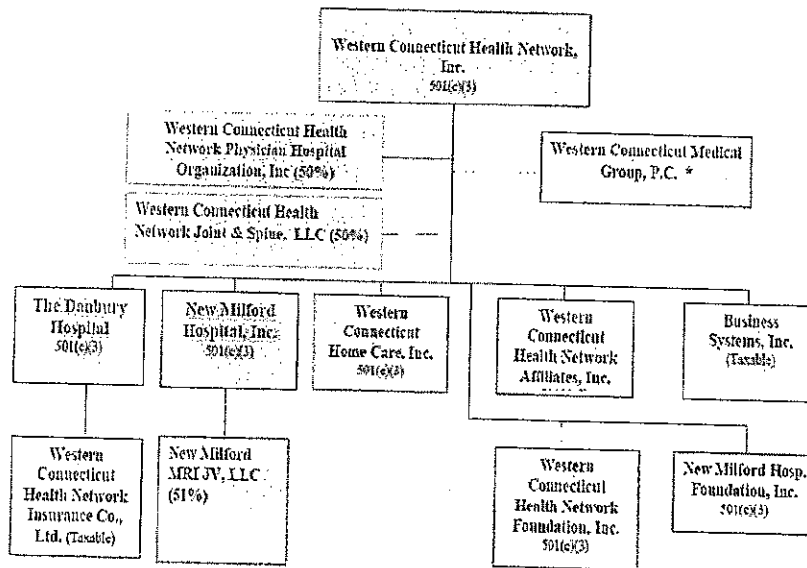 Western Connecticut Health Network,
Inc.
501(c)(3)
Western Connecticut Health
Network Physician Hospital
Organization, Inc (50%)
Western Connecticut Medical
Group, P.C. *
Western Connecticut Health
Network Joint & Spine, LLC (50%)
The Danbury
Hospital
501(c)(3)
New Milford
Hospital, Inc.
501(c)(3)
Western
Connecticut
Home Care, Inc.
501(c)(3)
Western
Connecticut
Health Network
Affiliates, Inc.
Business
Systems, Inc.
(Taxable)
Western
Connecticut
Health Network
Insurance Co.,
Ltd. (Taxable)
New Milford
MRI JV, LLC
(51%)
Western
Connecticut
Health Network
Foundation, Inc.
501(c)(3)
New Milford Hosp.
Foundation, Inc.
501(c)(3)